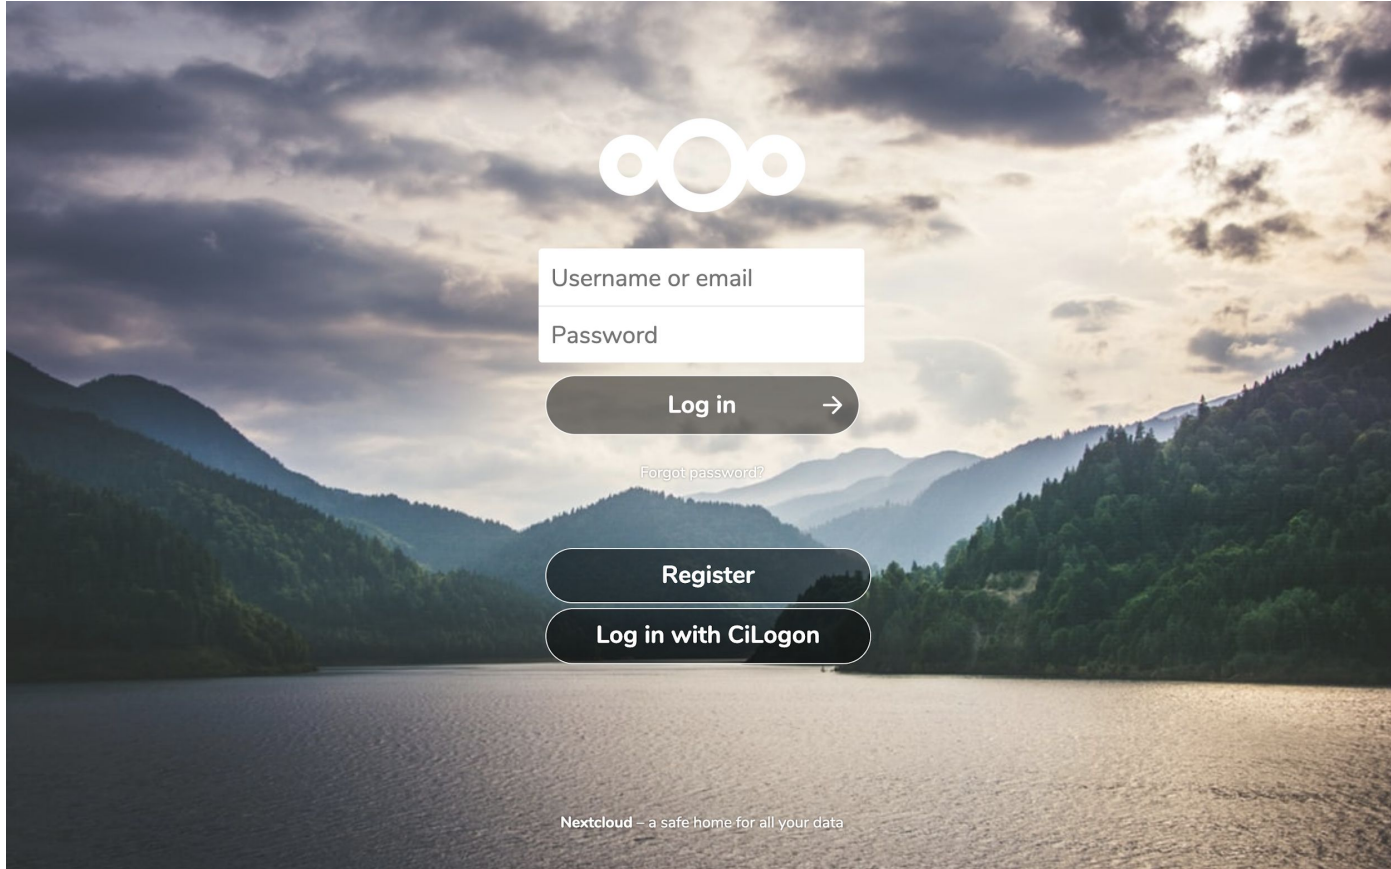 Username or email
Password
Log in
Forgot password?
Register
Log in with CiLogon
Nextcloud – a safe home for all your data